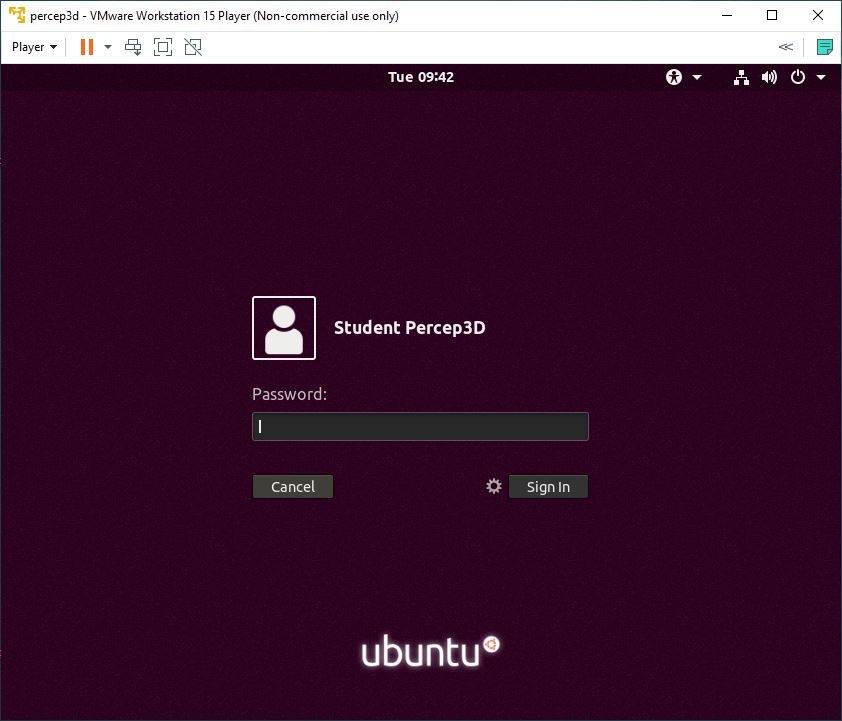 percep3d - VMware Workstation 15 Player (Non-commercial use only)
Player
Tue 09:42
Student Percep3D
Password:
Cancel
Sign In
ubuntu